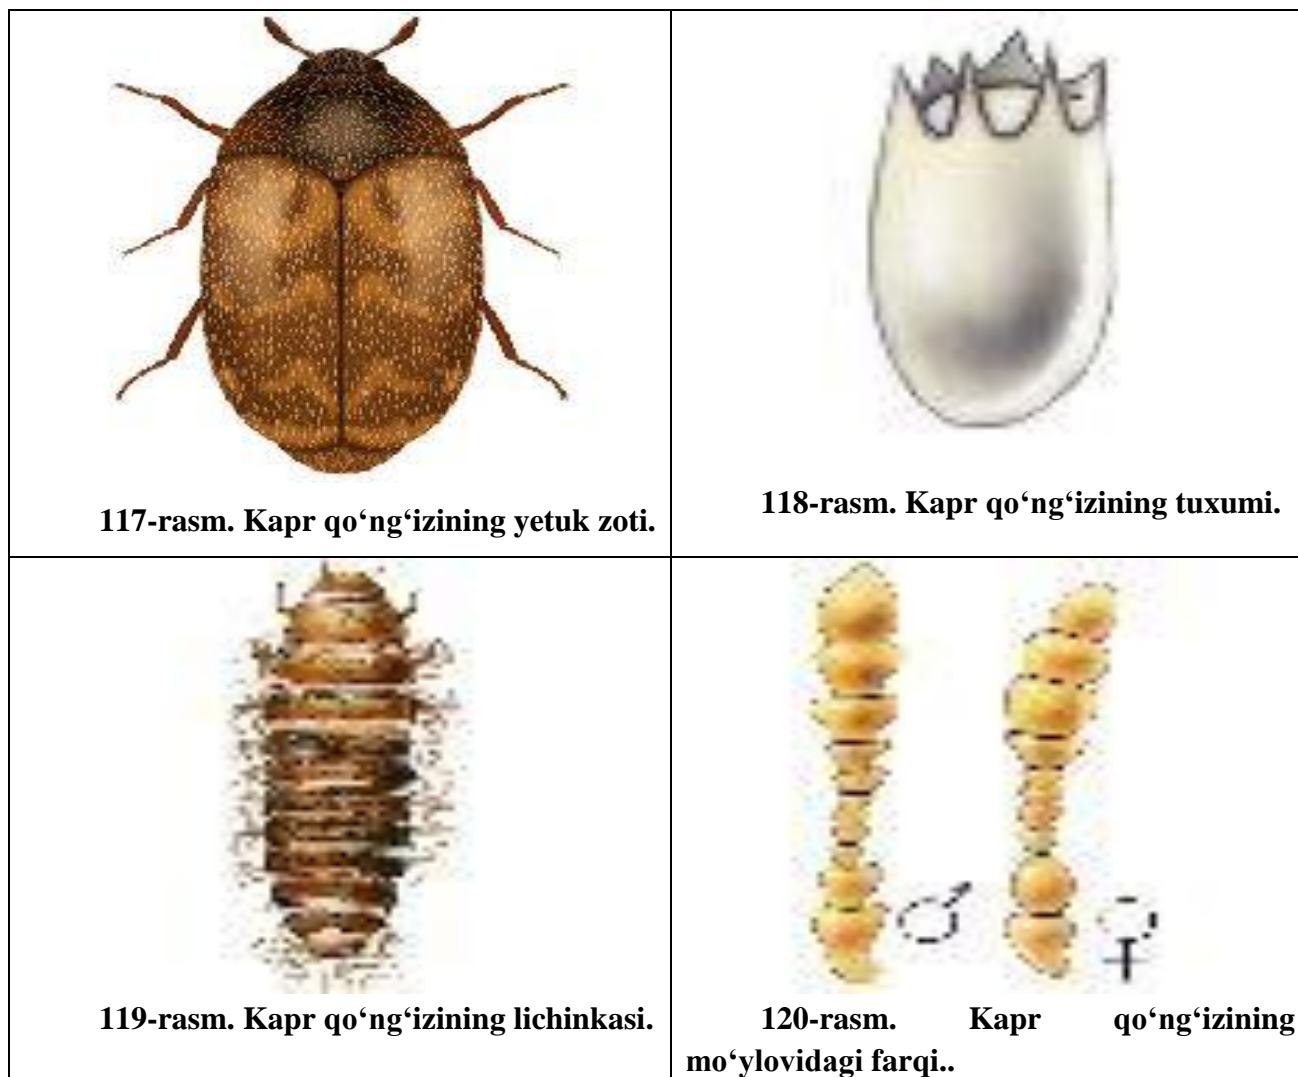 117-rasm. Kapr qo‘ng‘izining yetuk zoti.
118-rasm. Kapr qo‘ng‘izining tuxumi.
119-rasm. Kapr qo‘ng‘izining lichinkasi.
120-rasm. Kapr qo‘ng‘izining
mo‘ylovidagi farqi..